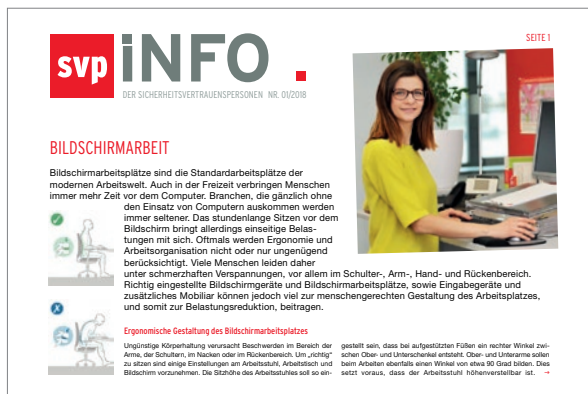 SEITE 1
svp iNFO.
DER SICHERHEITSVERTRAUENSPERSONEN NR. 01/2018
BILDSCHIRMARBEIT
Bildschirmarbeitsplätze sind die Standardarbeitsplätze der
modernen Arbeitswelt. Auch in der Freizeit verbringen Menschen
immer mehr Zeit vor dem Computer. Branchen, die gänzlich ohne
den Einsatz von Computern auskommen werden
immer seltener. Das stundenlange Sitzen vor dem
Bildschirm bringt allerdings einseitige Belas-
tungen mit sich. Oftmals werden Ergonomie und
Arbeitsorganisation nicht oder nur ungenügend
berücksichtigt. Viele Menschen leiden daher
unter schmerzhaften Verspannungen, vor allem im Schulter-, Arm-, Hand- und Rückenbereich.
Richtig eingestellte Bildschirmgeräte und Bildschirmarbeitsplätze, sowie Eingabegeräte und
zusätzliches Mobiliar können jedoch viel zur menschengerechten Gestaltung des Arbeitsplatzes,
und somit zur Belastungsreduktion, beitragen.
Ergonomische Gestaltung des Bildschirmarbeitsplatzes
Ungünstige Körperhaltung verursacht Beschwerden im Bereich der
Arme, der Schultern, im Nacken oder im Rückenbereich. Um „richtig"
zu sitzen sind einige Einstellungen am Arbeitsstuhl, Arbeitstisch und
Bildschirm vorzunehmen. Die Sitzhöhe des Arbeitsstuhles soll so ein-
gestellt sein, dass bei aufgestützten Füßen ein rechter Winkel zwi-
schen Ober- und Unterschenkel entsteht. Ober- und Unterarme sollen
beim Arbeiten ebenfalls einen Winkel von etwa 90 Grad bilden. Dies
setzt voraus, dass der Arbeitsstuhl höhenverstellbar ist. →